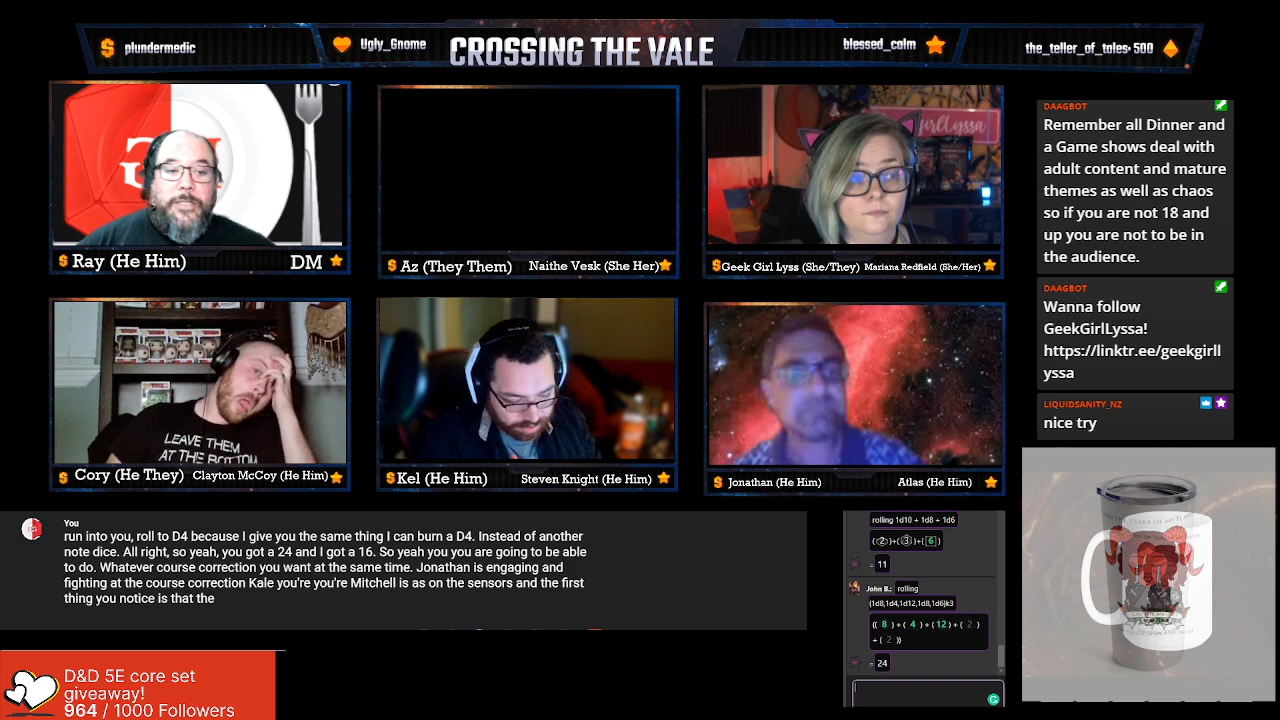 plundermedic
Ugly_Gnome
CROSSING THE VALE
blessed_calm
the_teller_of_tales: 500
Ray (He Him)
DM
Az (They Them)
Naithe Vesk (She Her)
girllyssa
Geek Girl Lyss (She/They)
Mariana Redfield (She/Her)
LEAVE THEM
AT THE BOTTOM
Cory (He They)
Clayton McCoy (He Him)
Kel (He Him)
Steven Knight (He Him)
Jonathan (He Him)
Atlas (He Him)
DAAGBOT
Remember all Dinner and
a Game shows deal with
adult content and mature
themes as well as chaos
so if you are not 18 and
up you are not to be in
the audience.
DAAGBOT
Wanna follow
GeekGirlLyssa!
https://linktr.ee/geekgirll
yssa
LIQUIDSANITY_NZ
nice try
You
run into you, roll to D4 because I give you the same thing I can burn a D4. Instead of another
note dice. All right, so yeah, you got a 24 and I got a 16. So yeah you you are going to be able
to do. Whatever course correction you want at the same time. Jonathan is engaging and
fighting at the course correction Kale you're you're Mitchell is as on the sensors and the first
thing you notice is that the
rolling 1d10 + 1d8 + 1d6
(2)+(3)+(6)
= 11
John B.: rolling
{1d8,1d4,1d12,1d8,1d6}k3
(( 8 ) + ( 4 ) + (12) + ( 2 )
+ ( 2 ))
= 24
D&D 5E core set
giveaway!
964 / 1000 Followers